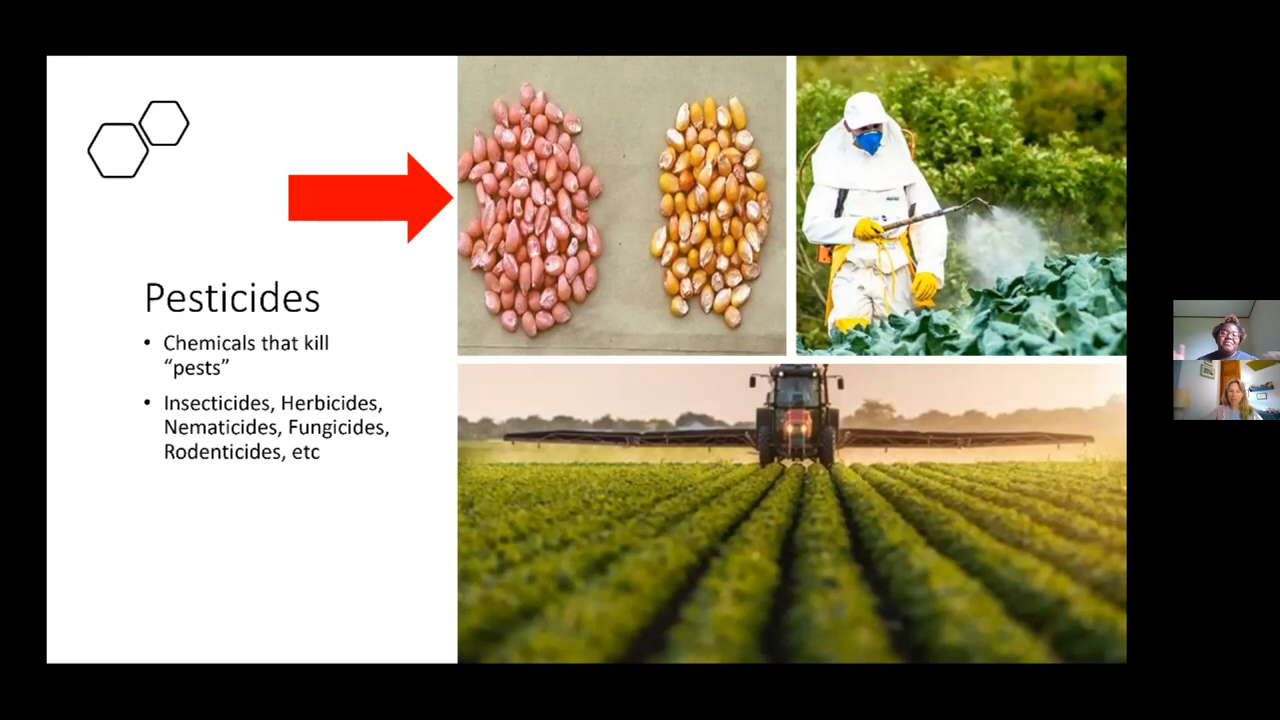 Pesticides
• Chemicals that kill
“pests”
• Insecticides, Herbicides,
Nematicides, Fungicides,
Rodenticides, etc